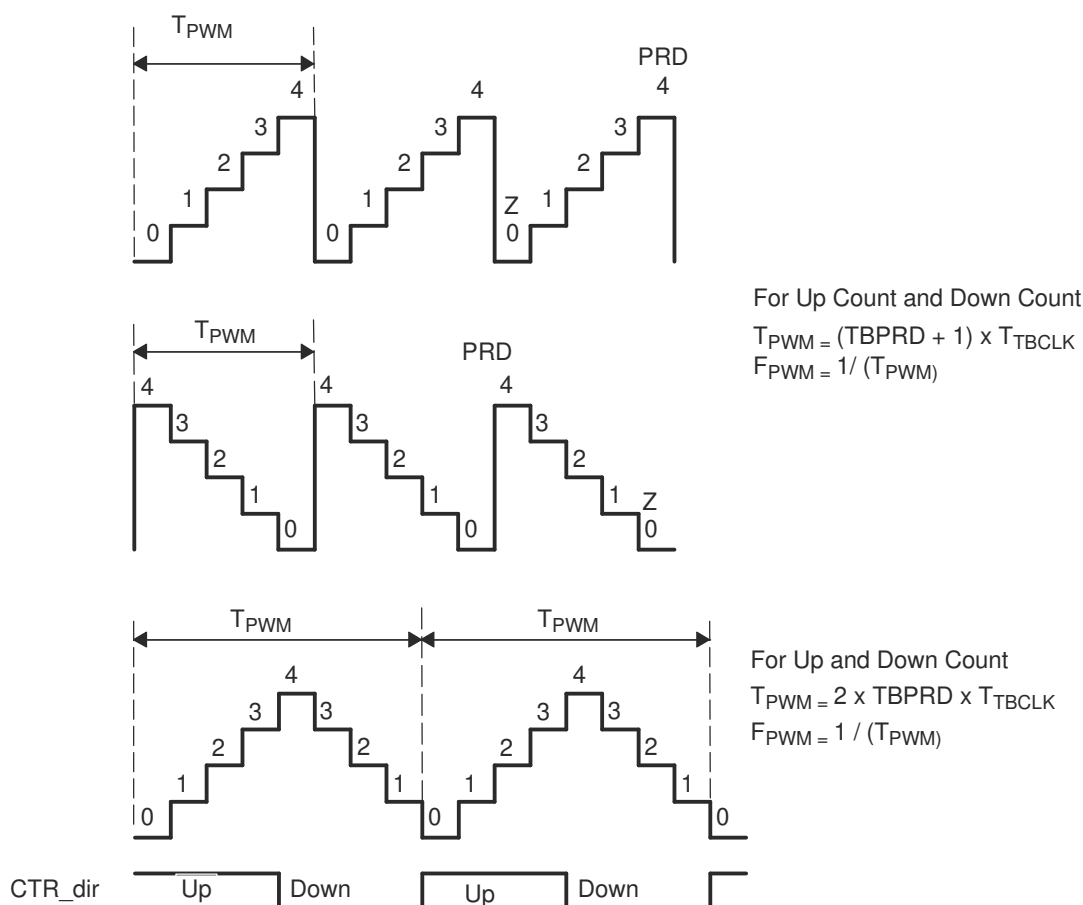 TPWM
PRD
4 4 4
3 3 3
2 2 2
1 1 Z 1
0 0 0
For Up Count and Down Count
TPWM = (TBPRD + 1) x TTBCLK
FPWM = 1/ (TPWM)
TPWM
PRD
4 4 4
3 3 3
2 2 2
1 1 1 Z
0 0 0
TPWM TPWM
For Up and Down Count
TPWM = 2 x TBPRD x TTBCLK
FPWM = 1 / (TPWM)
4 4
3 3 3 3
2 2 2 2
1 1 1 1
0 0 0
CTR_dir Up Down Up Down